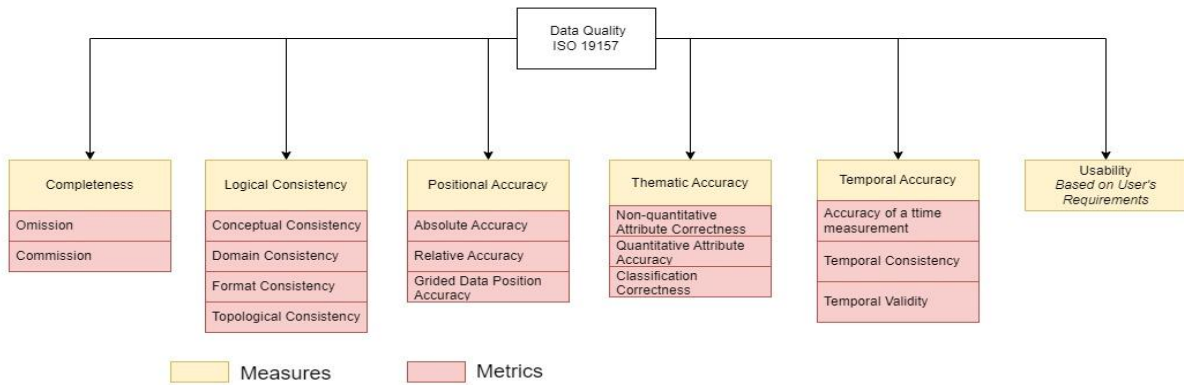 Data Quality
ISO 19157
Completeness
Omission
Commission
Logical Consistency
Conceptual Consistency
Domain Consistency
Format Consistency
Topological Consistency
Positional Accuracy
Absolute Accuracy
Relative Accuracy
Grided Data Position
Accuracy
Thematic Accuracy
Non-quantitative
Attribute Correctness
Quantitative Attribute
Accuracy
Classification
Correctness
Temporal Accuracy
Accuracy of a ttime
measurement
Temporal Consistency
Temporal Validity
Usability
Based on User's
Requirements
Measures
Metrics